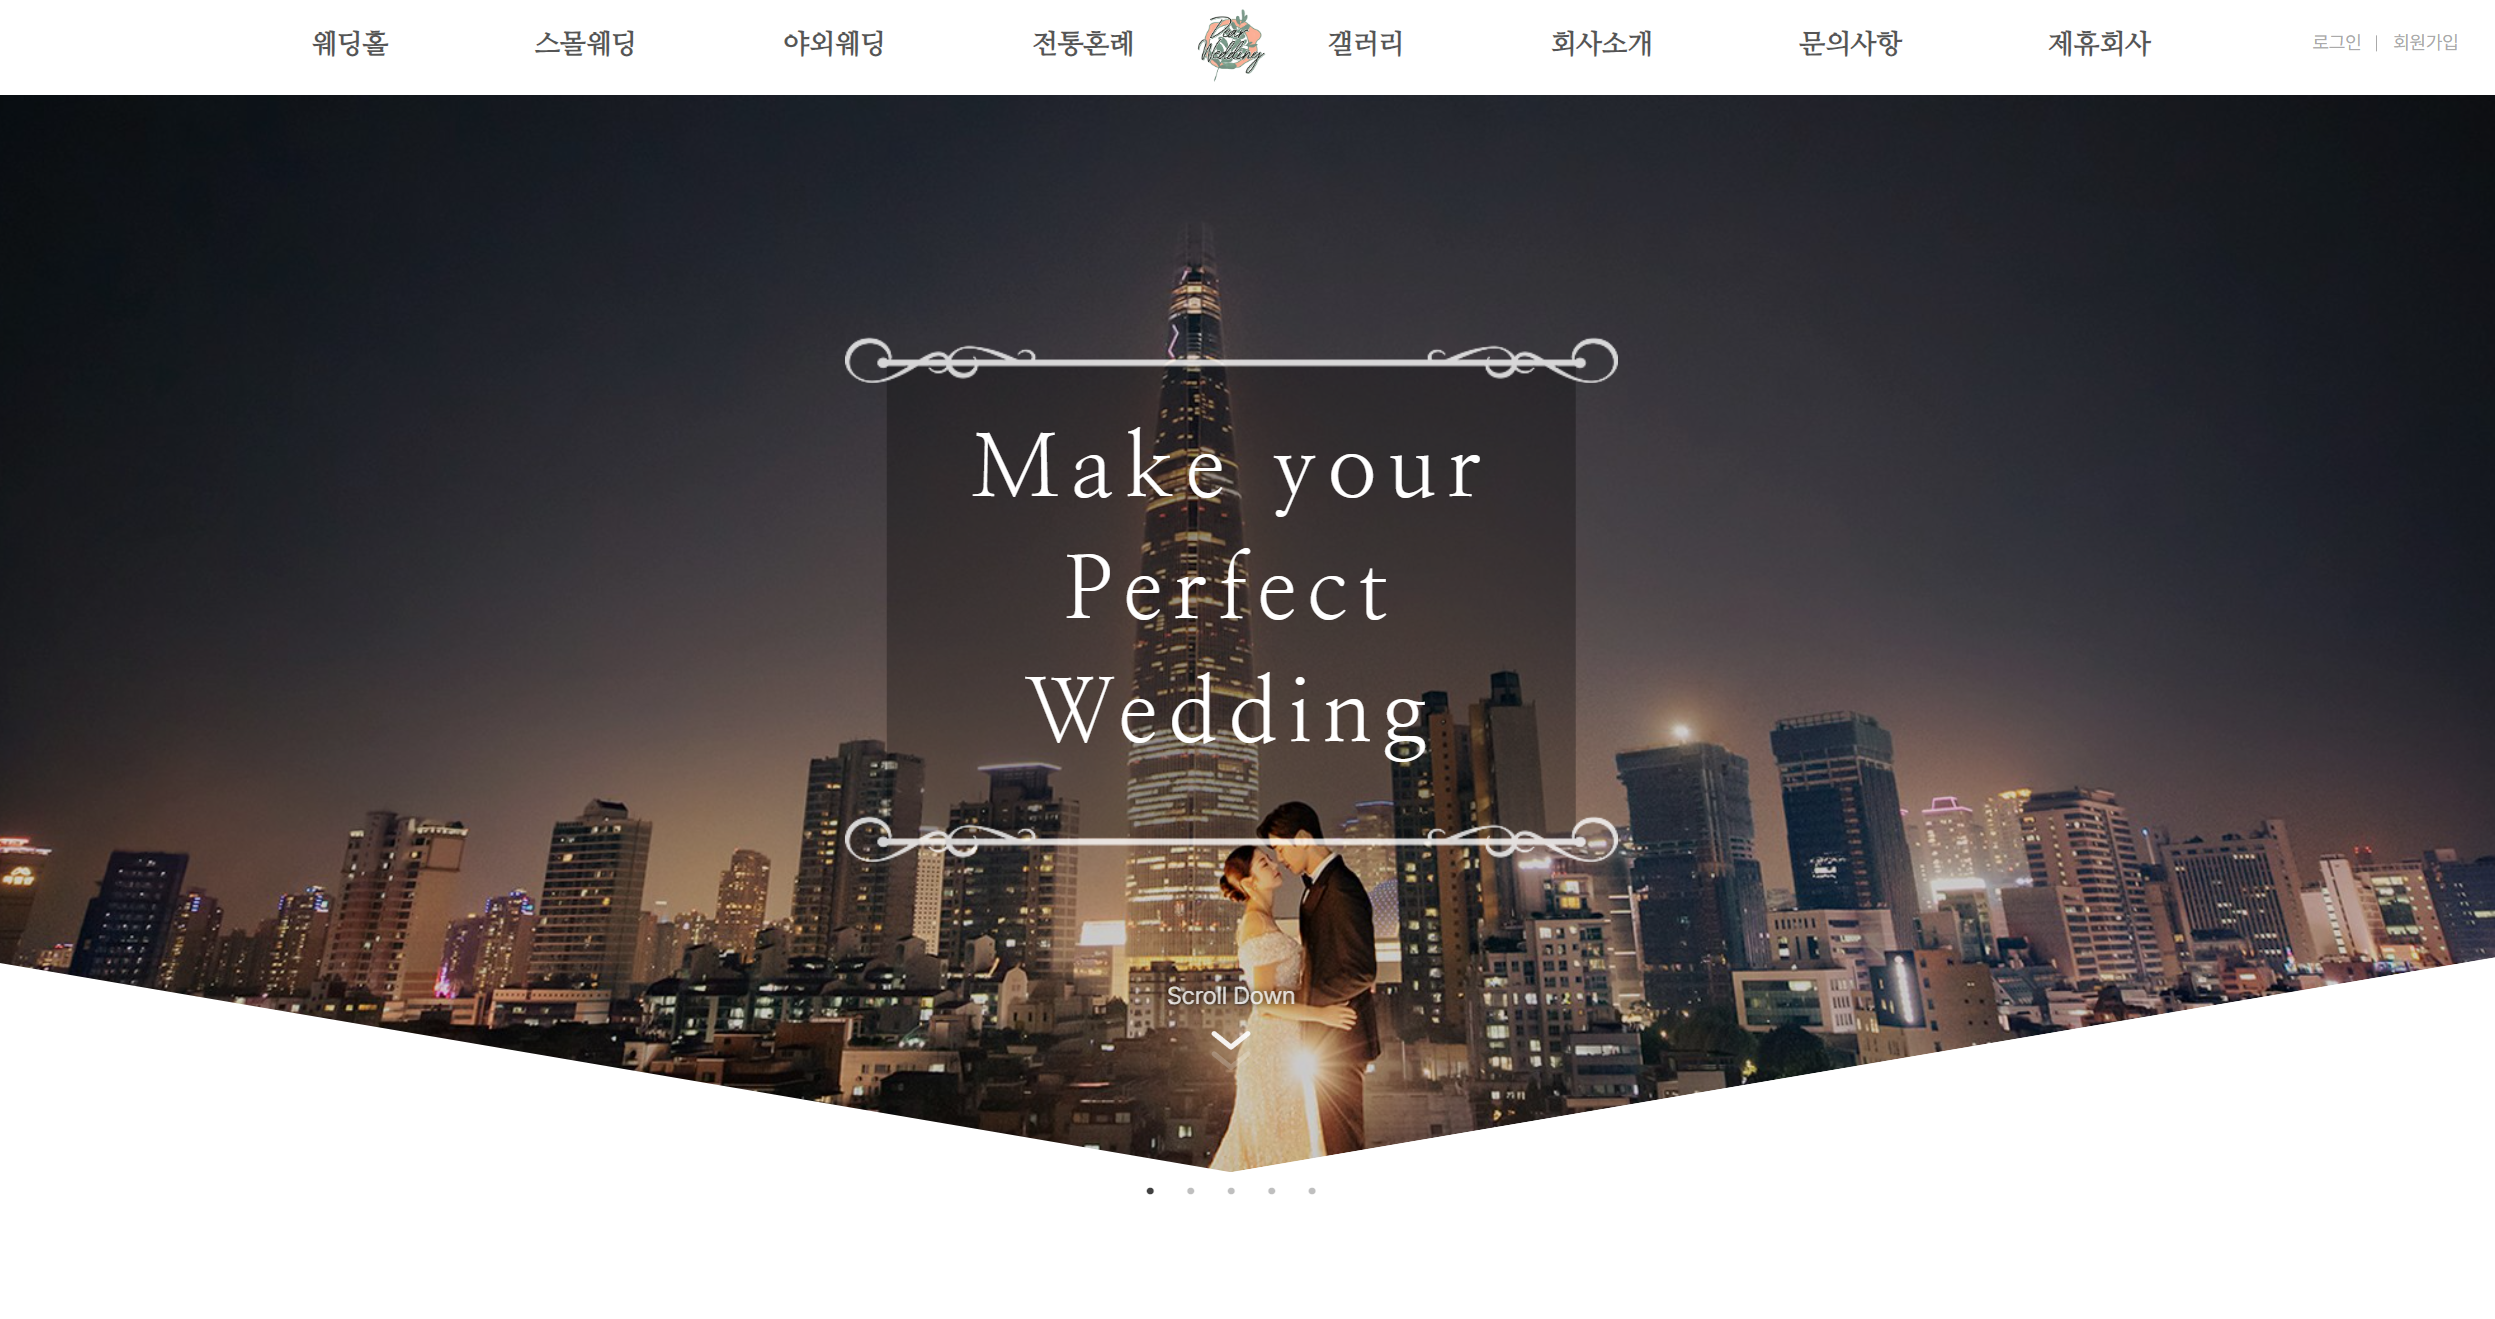 웨딩홀
스몰웨딩
야외웨딩
전통혼례
Dear
Wedding
갤러리
회사소개
문의사항
제휴회사
로그인 | 회원가입
Make your
Perfect
Wedding
Scroll Down